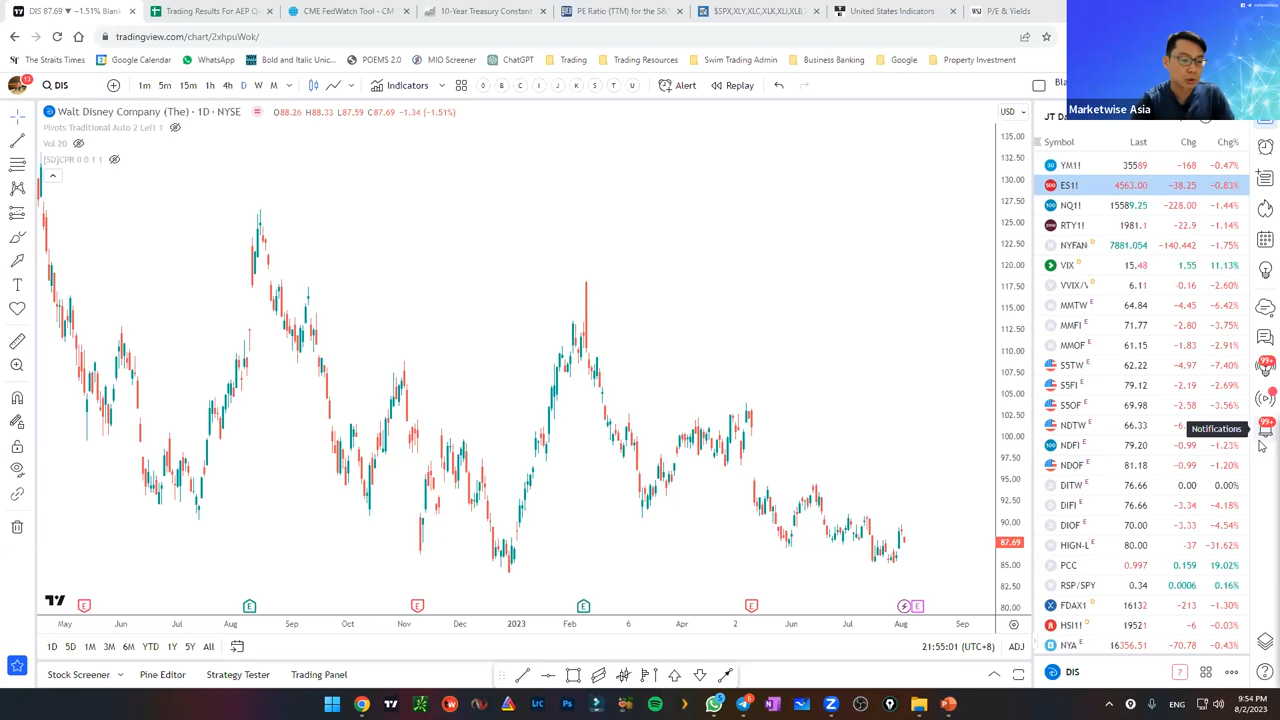 DIS 87.69 ▼ −1.51% Blank
Trading Results For AEP Q
CME FedWatch Tool - CM
10-Year Treasury Constant
PE Ratio (TTM) for the S&
$SPX,XLY,XLC,XLK,XLI,XLB
United States Indicators
P/E & Yields
tradingview.com/chart/2xhpuWok/
The Straits Times
Google Calendar
WhatsApp
Bold and Italic Unic...
POEMS 2.0
MIO Screener
ChatGPT
Trading
Trading Resources
Swim Trading Admin
Business Banking
Google
Property Investment
13
DIS
1m 5m 15m 1h 4h D W M
Indicators
B C I J K S T U
Alert
Replay
Marketwise Asia
Walt Disney Company (The) · 1D · NYSE
O88.26 H88.33 L87.59 C87.69 −1.34 (−1.51%)
USD
Pivots Traditional Auto 2 Left 1
Vol 20
[SD]CPR 0 0 1 1
135.00
132.50
130.00
127.50
125.00
122.50
120.00
117.50
115.00
112.50
110.00
107.50
105.00
102.50
100.00
97.50
95.00
92.50
90.00
87.69
85.00
82.50
80.00
E E E E E E
May Jun Jul Aug Sep Oct Nov Dec 2023 Feb 6 Apr 2 Jun Jul Aug Sep
1D 5D 1M 3M 6M YTD 1Y 5Y All
21:55:01 (UTC+8)
ADJ
Stock Screener
Pine Editor
Strategy Tester
Trading Panel
Symbol Last Chg Chg%
YM1! 35589 −168 −0.47%
ES1! 4563.00 −38.25 −0.83%
NQ1! 15589.25 −228.00 −1.44%
RTY1! 1981.1 −22.9 −1.14%
NYFAN D 7881.054 −140.442 −1.75%
VIX D 15.48 1.55 11.13%
VVIX/V D 6.11 −0.16 −2.60%
MMTW E 64.84 −4.45 −6.42%
MMFI E 71.77 −2.80 −3.75%
MMOF E 61.15 −1.83 −2.91%
S5TW E 62.22 −4.97 −7.40%
S5FI E 79.12 −2.19 −2.69%
S5OF E 69.98 −2.58 −3.56%
NDTW E 66.33
Notifications
NDFI E 79.20 −0.99 −1.23%
NDOF E 81.18 −0.99 −1.20%
DITW E 76.66 0.00 0.00%
DIFI E 76.66 −3.34 −4.18%
DIOF E 70.00 −3.33 −4.54%
HIGN-L E 80.00 −37 −31.62%
PCC 0.997 0.159 19.02%
RSP/SPY 0.34 0.0006 0.16%
FDAX1 D 16132 −213 −1.30%
HSI1! D 19521 −6 −0.03%
NYA 16356.51 −70.78 −0.43%
99+
99+
DIS
7
5
6
ENG
9:54 PM
8/2/2023